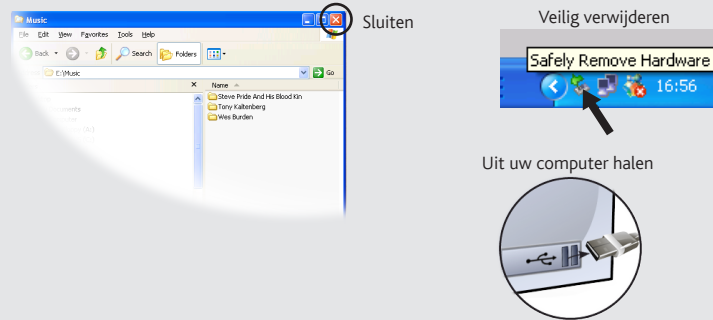 Music
File Edit View Favorites Tools Help
Back Search Folders
E:\Music Go
Name
Steve Pride And His Blood Kin
Tony Kaltenberg
Wes Burden
Sluiten
Veilig verwijderen
Safely Remove Hardware
16:56
Uit uw computer halen